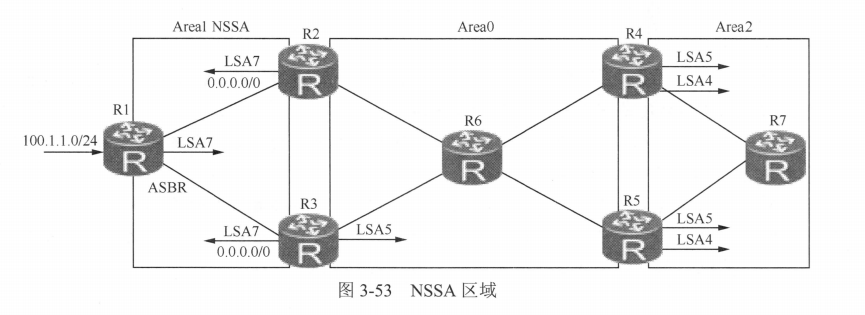 Area1 NSSA
Area0
Area2
R2
R4
LSA7
0.0.0.0/0
LSA5
LSA4
R1
R6
R7
100.1.1.0/24
LSA7
ASBR
R3
R5
LSA7
0.0.0.0/0
LSA5
LSA5
LSA4
R
R
R
R
R
R
R
图 3-53 NSSA 区域